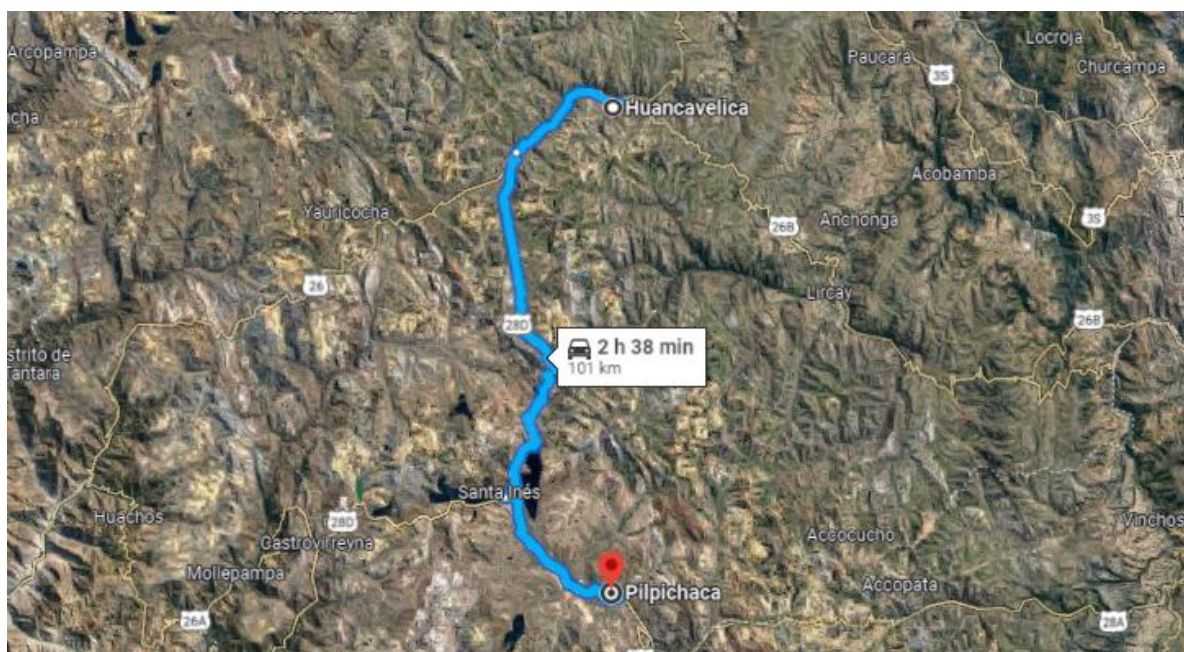 Arcopampa
Locroja
Paucara
Churcampa
3S
Huancavelica
cha
Acobamba
Yauricocha
Anchonga
3S
26B
26
Lircay
28D
26B
2 h 38 min
101 km
strito de
Tantara
Santa Inés
Huachos
28D
Castrovirreyna
Vinchos
Accocucho
Mollepampa
Pilpichaca
Accopata
26A
28A